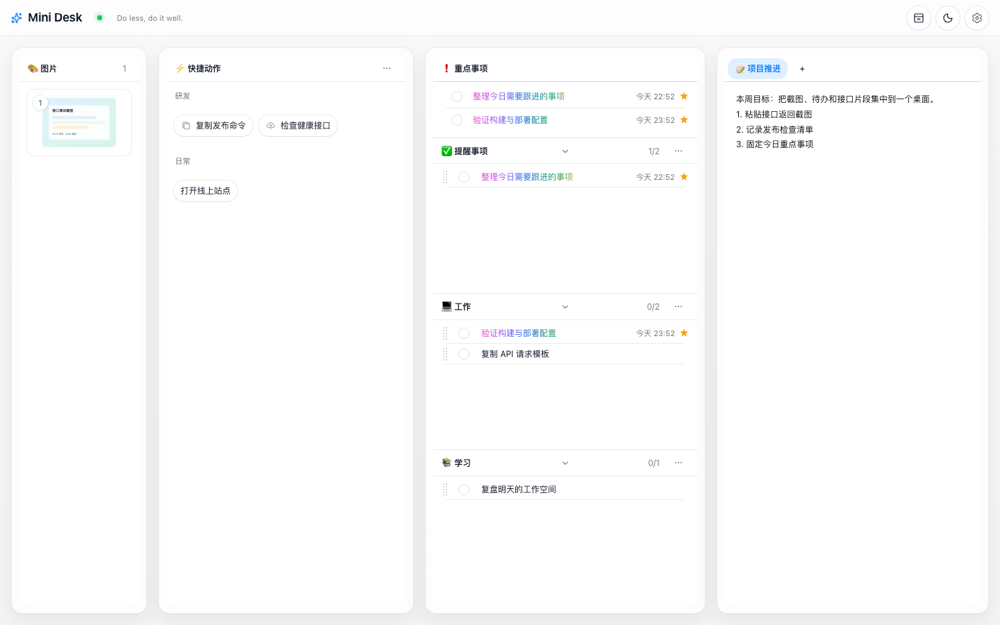 Mini Desk
Do less, do it well.
🎨 图片
1
1
接口调试截图
⚡ 快捷动作
···
研发
复制发布命令
检查健康接口
日常
打开线上站点
❗ 重点事项
整理今日需要跟进的事项 今天 22:52
验证构建与部署配置 今天 23:52
✅ 提醒事项 1/2 ···
整理今日需要跟进的事项 今天 22:52
💻 工作 0/2 ···
验证构建与部署配置 今天 23:52
复制 API 请求模板
📚 学习 0/1 ···
复盘明天的工作空间
📝 项目推进 +
本周目标：把截图、待办和接口片段集中到一个桌面。
1. 粘贴接口返回截图
2. 记录发布检查清单
3. 固定今日重点事项